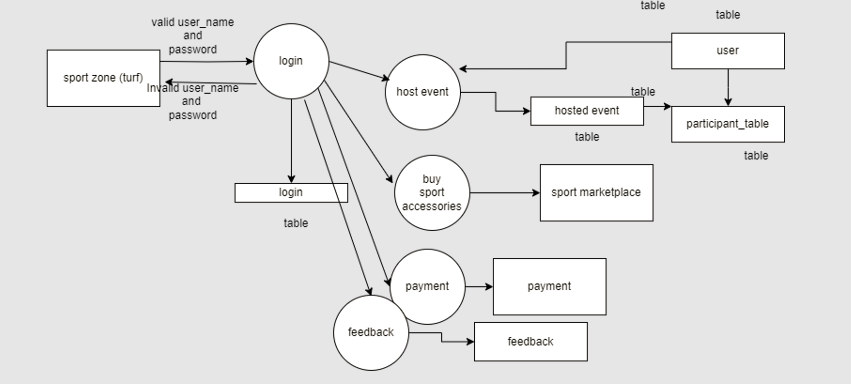 table
table
valid user_name
and
password
user
login
sport zone (turf)
Invalid user_name
and
password
host event
table
hosted event
participant_table
table
table
buy
sport
accessories
sport marketplace
login
table
payment
payment
feedback
feedback